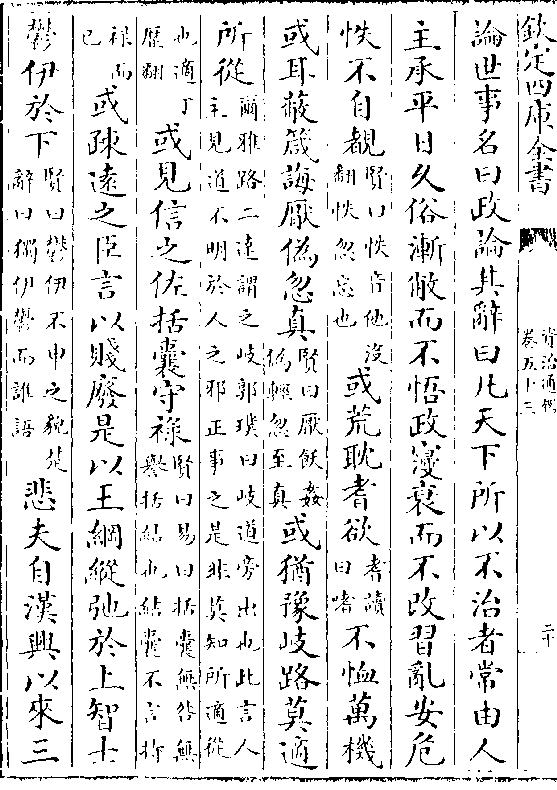 欽定四庫全書
資治通鑑
卷五十三
二十
論世事名曰政論其辭曰凡天下所以不治者常由人
主承平日久俗漸敝而不悟政寖衰而不改習亂安危
怢不自覩賢曰怢音他没翻怢忽忘也或荒耽耆欲耆讀曰嗜不恤萬機
或耳蔽箴誨厭偽忽真賢曰厭飫姦偽輕忽至真或猶豫岐路莫適
所從爾雅路二達謂之岐郭璞曰岐道旁出也此言人主見道不明於人之邪正事之是非莫知所適從
也適丁歷翻或見信之佐括囊守祿賢曰易曰括囊無咎無譽括結也結囊不言持
祿而已或疎遠之臣言以賤廢是以王綱縱弛於上智士
鬱伊於下賢曰鬱伊不申之貌楚辭曰獨伊鬱而誰語悲夫自漢興以來三